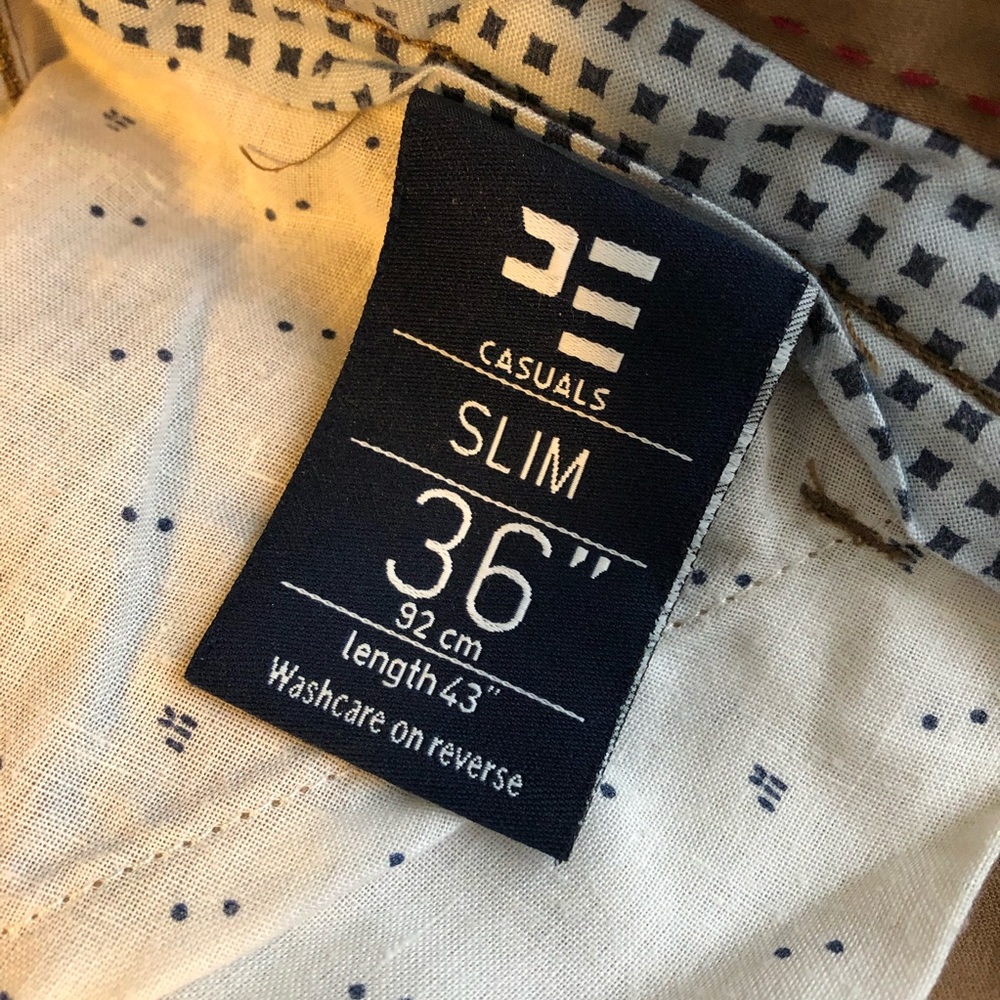 CASUALS
SLIM
36"
92 cm
length 43"
Washcare on reverse